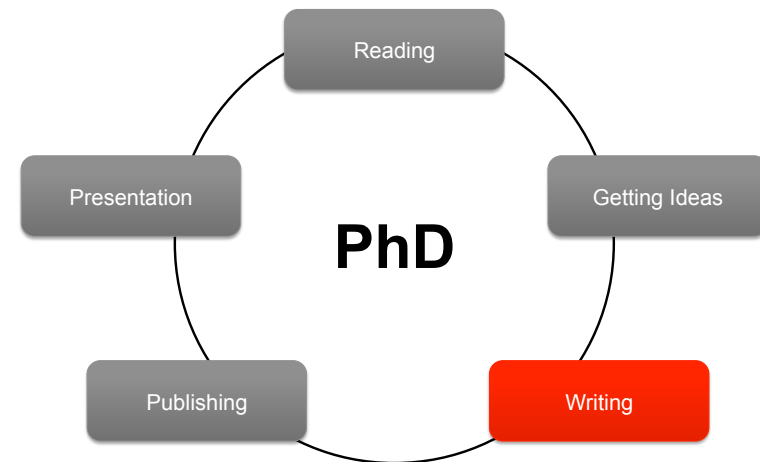 Reading
Presentation
Getting Ideas
PhD
Publishing
Writing